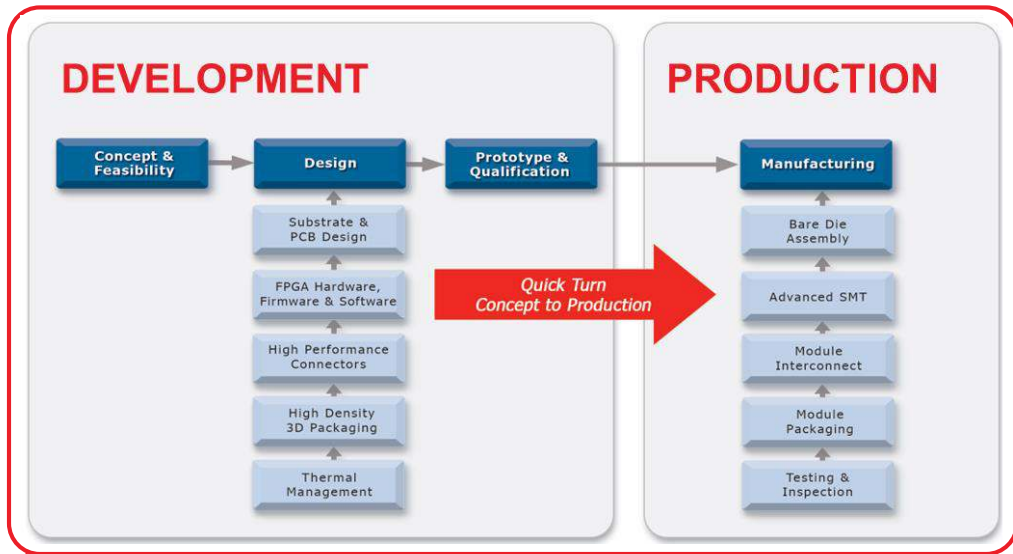 DEVELOPMENT
Concept &
Feasibility
Design
Prototype &
Qualification
Substrate &
PCB Design
FPGA Hardware,
Firmware & Software
High Performance
Connectors
High Density
3D Packaging
Thermal
Management
Quick Turn
Concept to Production
PRODUCTION
Manufacturing
Bare Die
Assembly
Advanced SMT
Module
Interconnect
Module
Packaging
Testing &
Inspection